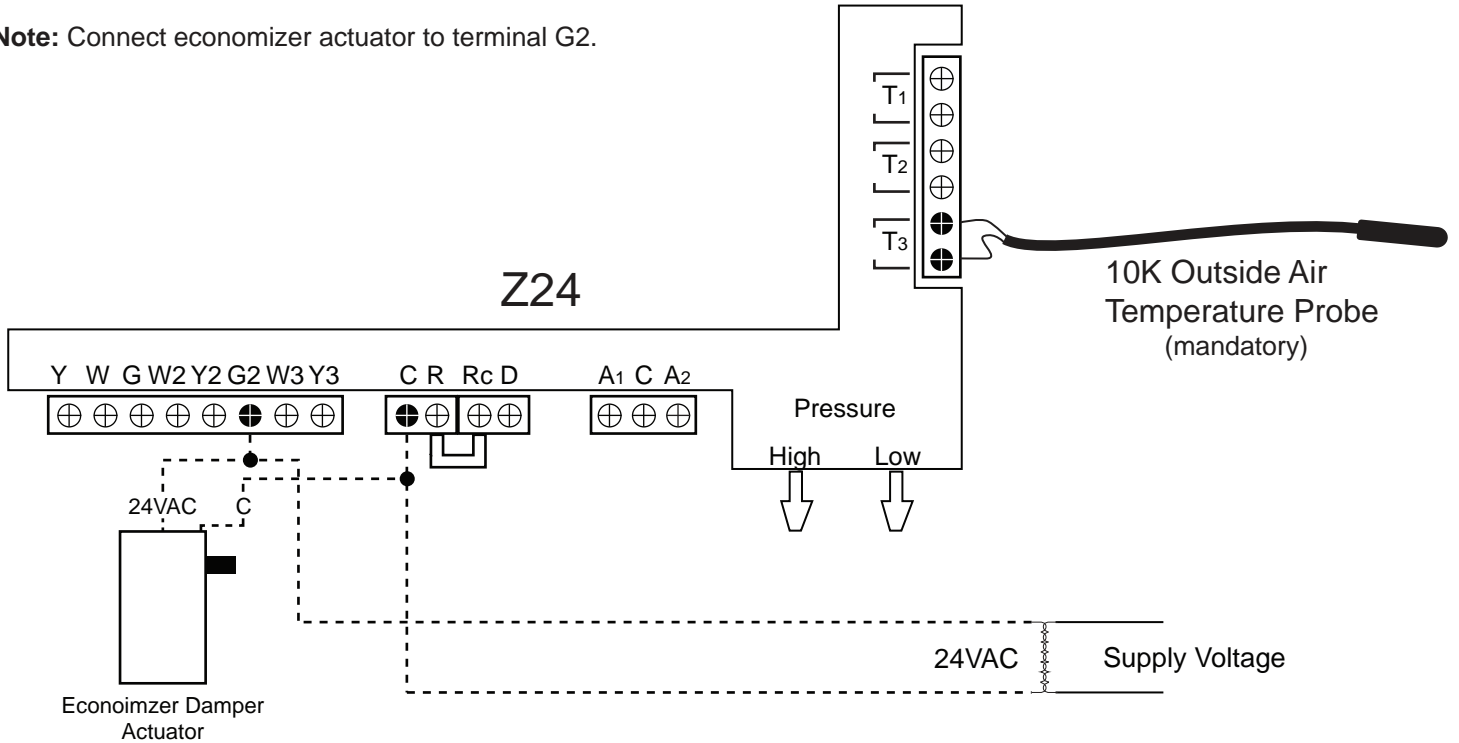 Note: Connect economizer actuator to terminal G2.
T1
T2
T3
10K Outside Air
Temperature Probe
(mandatory)
Z24
Y W G W2 Y2 G2 W3 Y3 C R Rc D A1 C A2
Pressure
High Low
24VAC C
24VAC Supply Voltage
Econoimzer Damper
Actuator